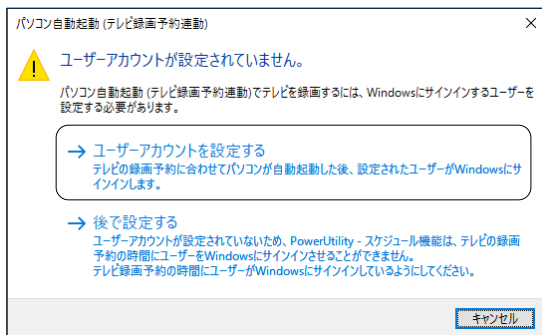 パソコン自動起動 (テレビ録画予約連動)
ユーザーアカウントが設定されていません。
パソコン自動起動 (テレビ録画予約連動)でテレビを録画するには、Windowsにサインインするユーザーを
設定する必要があります。
→ ユーザーアカウントを設定する
テレビの録画予約に合わせてパソコンが自動起動した後、設定されたユーザーがWindowsにサ
インインします。
→ 後で設定する
ユーザーアカウントが設定されていないため、PowerUtility - スケジュール機能は、テレビの録画
予約の時間にユーザーをWindowsにサインインさせることができません。
テレビ録画予約の時間にユーザーがWindowsにサインインしているようにしてください。
キャンセル